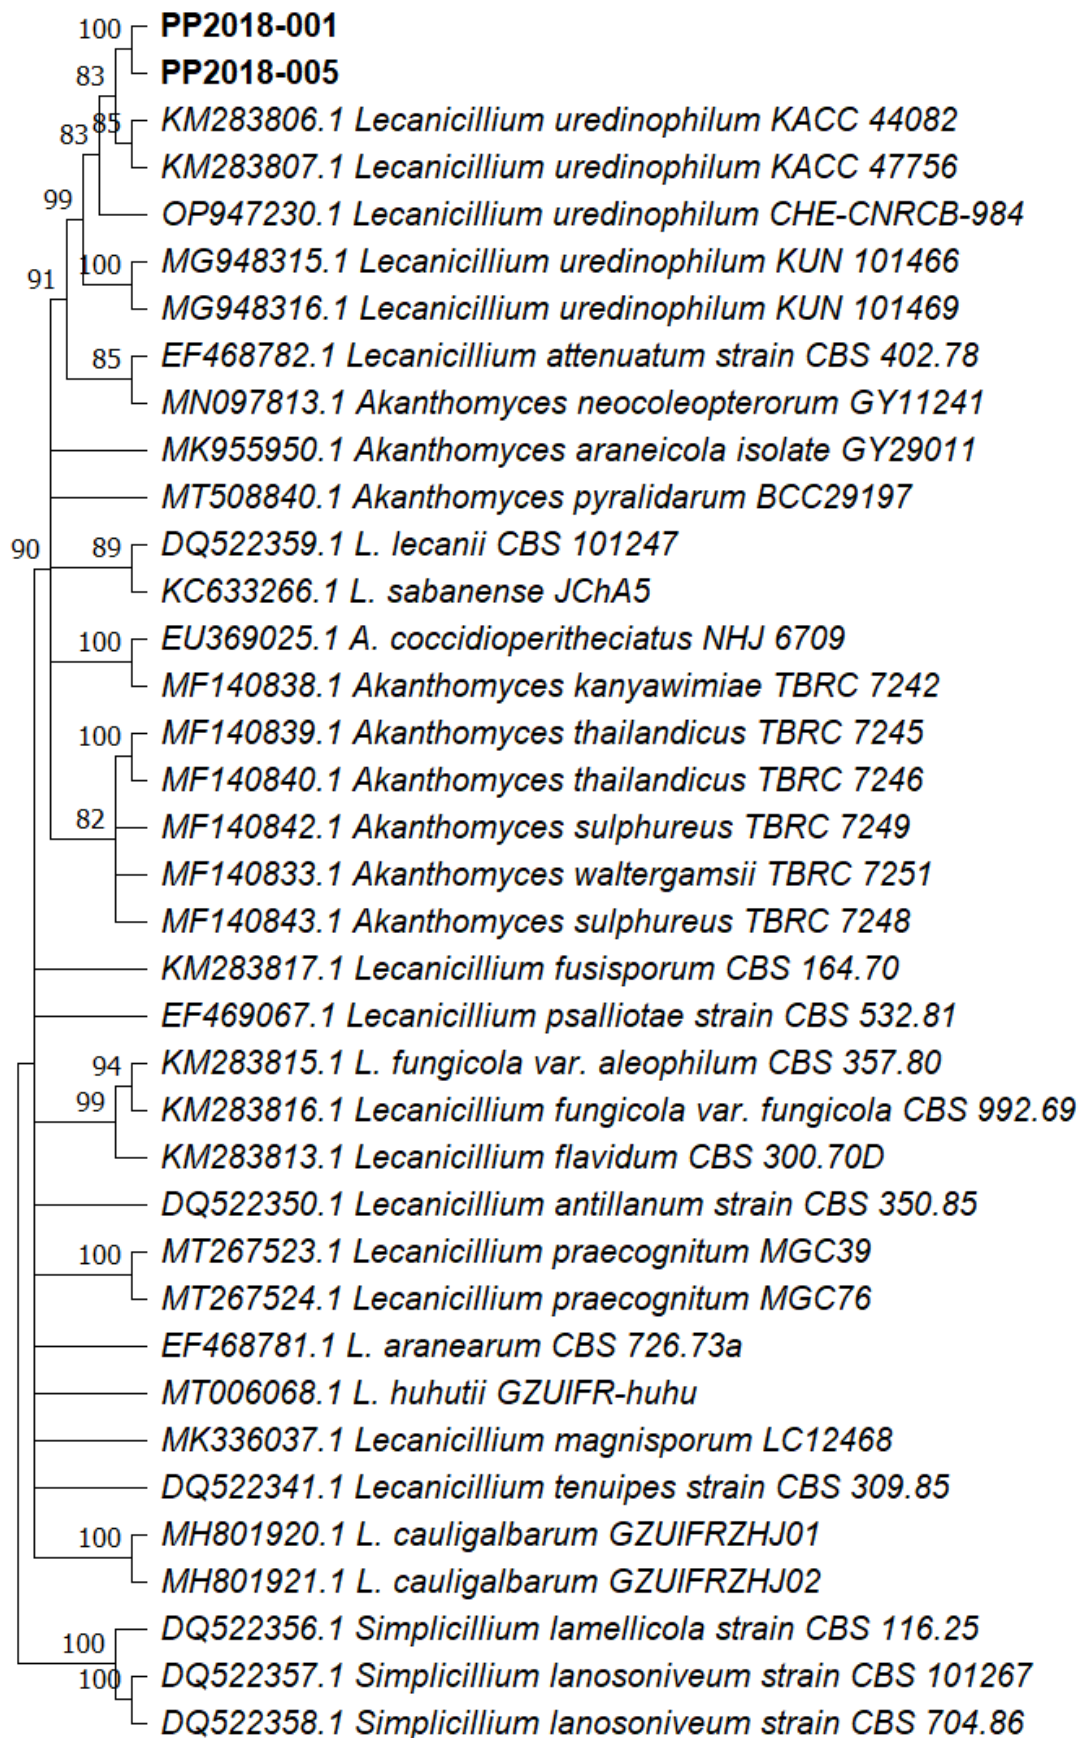 100 PP2018-001
83 PP2018-005
85 KM283806.1 Lecanicillium uredinophilum KACC 44082
83 KM283807.1 Lecanicillium uredinophilum KACC 47756
99 OP947230.1 Lecanicillium uredinophilum CHE-CNRCB-984
100 MG948315.1 Lecanicillium uredinophilum KUN 101466
91 MG948316.1 Lecanicillium uredinophilum KUN 101469
85 EF468782.1 Lecanicillium attenuatum strain CBS 402.78
MN097813.1 Akanthomyces neocoleopterorum GY11241
MK955950.1 Akanthomyces araneicola isolate GY29011
MT508840.1 Akanthomyces pyralidarum BCC29197
90 89 DQ522359.1 L. lecanii CBS 101247
KC633266.1 L. sabanense JChA5
100 EU369025.1 A. coccidioperitheciatus NHJ 6709
MF140838.1 Akanthomyces kanyawimiae TBRC 7242
100 MF140839.1 Akanthomyces thailandicus TBRC 7245
MF140840.1 Akanthomyces thailandicus TBRC 7246
82 MF140842.1 Akanthomyces sulphureus TBRC 7249
MF140833.1 Akanthomyces waltergamsii TBRC 7251
MF140843.1 Akanthomyces sulphureus TBRC 7248
KM283817.1 Lecanicillium fusisporum CBS 164.70
EF469067.1 Lecanicillium psalliotae strain CBS 532.81
94 KM283815.1 L. fungicola var. aleophilum CBS 357.80
99 KM283816.1 Lecanicillium fungicola var. fungicola CBS 992.69
KM283813.1 Lecanicillium flavidum CBS 300.70D
DQ522350.1 Lecanicillium antillanum strain CBS 350.85
100 MT267523.1 Lecanicillium praecognitum MGC39
MT267524.1 Lecanicillium praecognitum MGC76
EF468781.1 L. aranearum CBS 726.73a
MT006068.1 L. huhutii GZUIFR-huhu
MK336037.1 Lecanicillium magnisporum LC12468
DQ522341.1 Lecanicillium tenuipes strain CBS 309.85
100 MH801920.1 L. cauligalbarum GZUIFRZHJ01
MH801921.1 L. cauligalbarum GZUIFRZHJ02
100 DQ522356.1 Simplicillium lamellicola strain CBS 116.25
100 DQ522357.1 Simplicillium lanosoniveum strain CBS 101267
DQ522358.1 Simplicillium lanosoniveum strain CBS 704.86